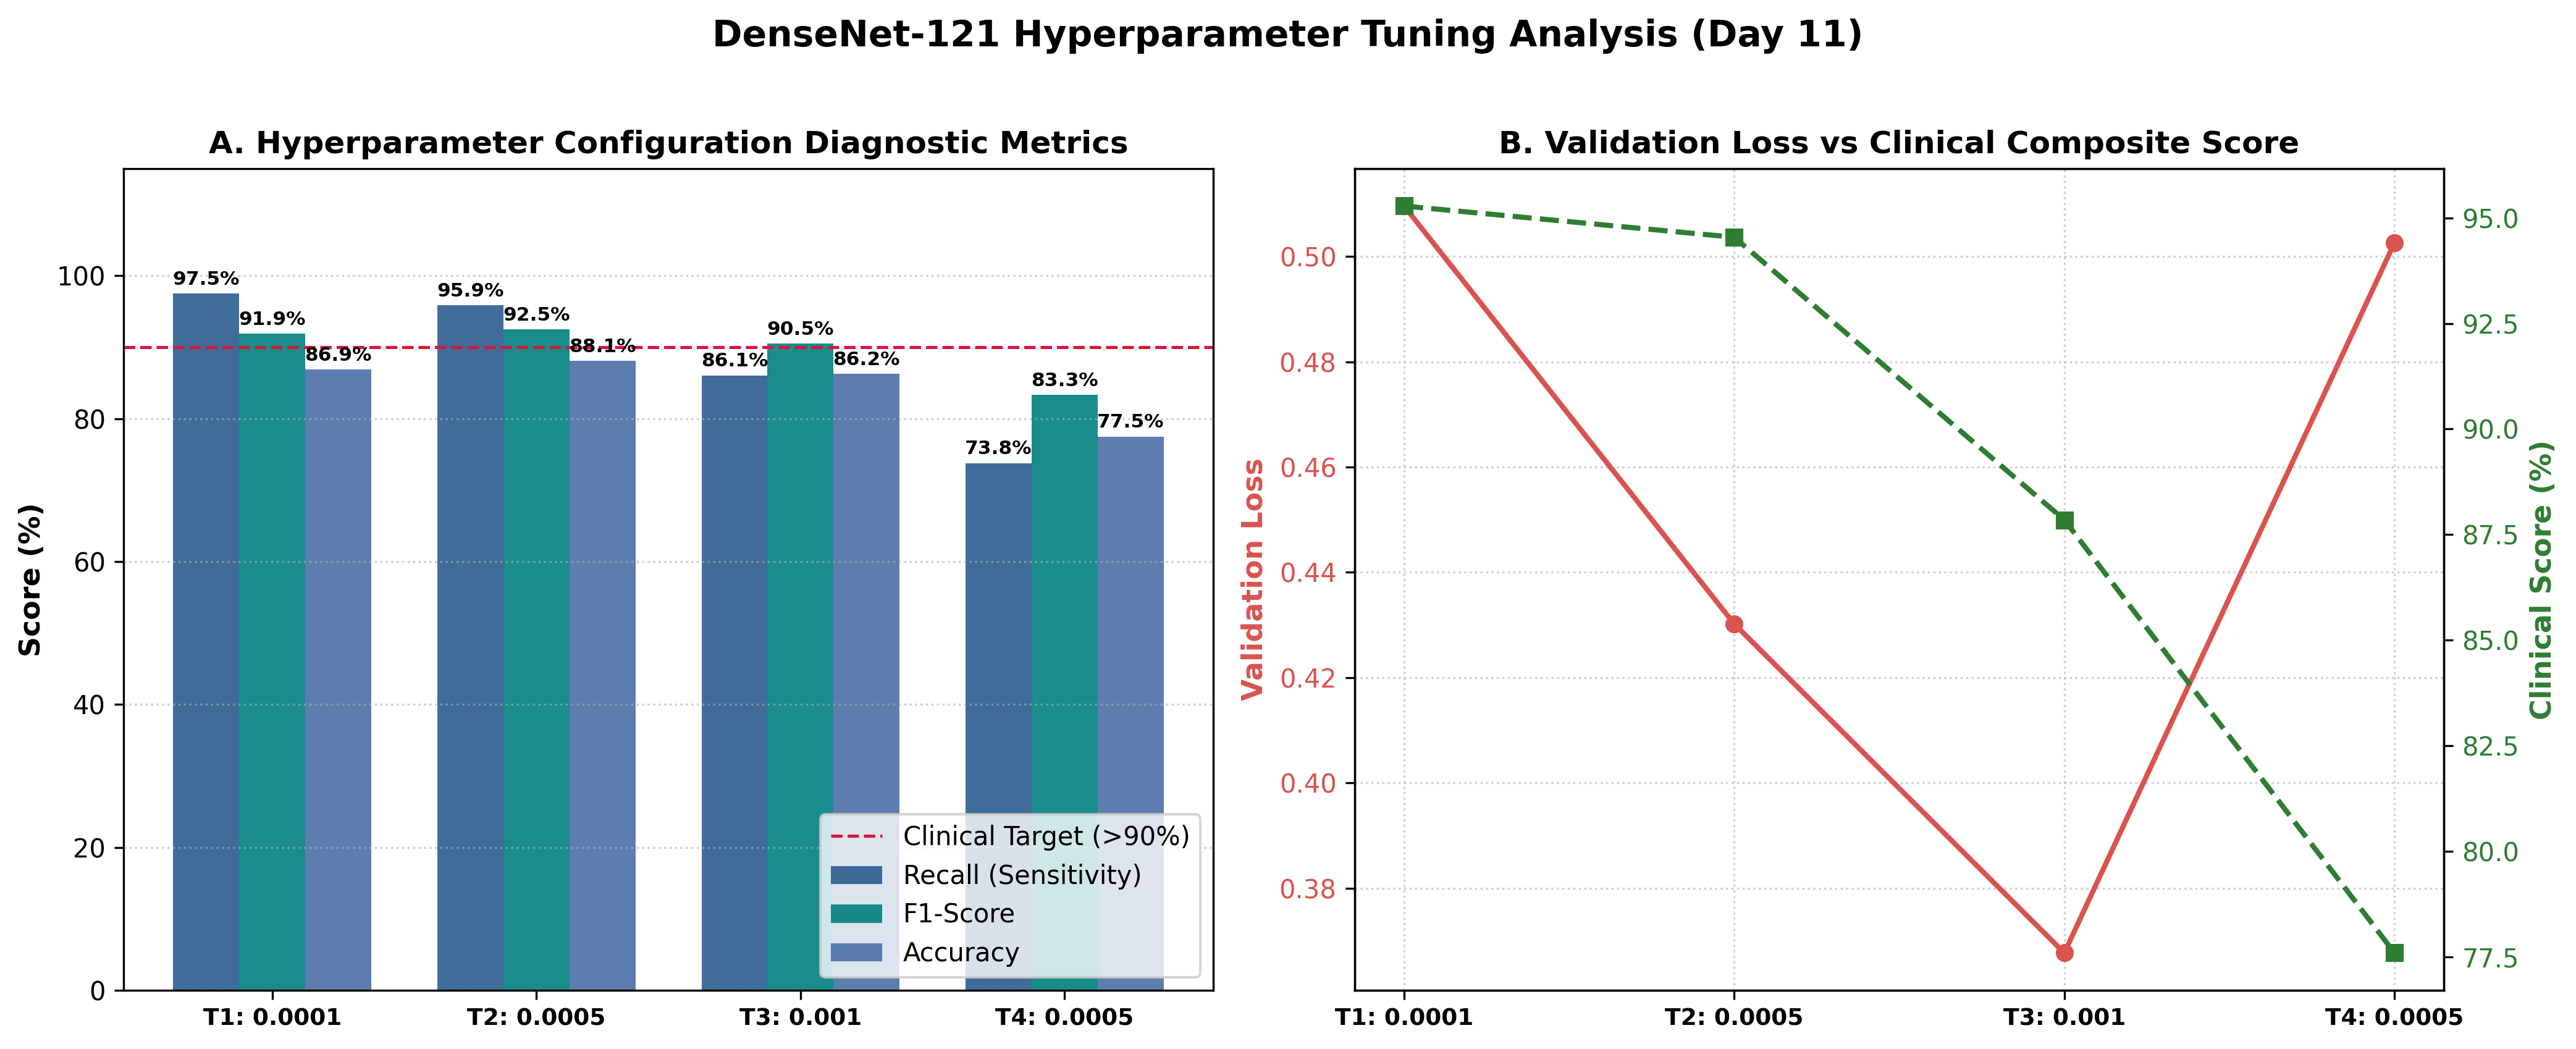 DenseNet-121 Hyperparameter Tuning Analysis (Day 11)
A. Hyperparameter Configuration Diagnostic Metrics
Score (%)
100
80
60
40
20
0
97.5%
91.9%
86.9%
95.9%
92.5%
88.1%
86.1%
90.5%
86.2%
73.8%
83.3%
77.5%
Clinical Target (>90%)
Recall (Sensitivity)
F1-Score
Accuracy
T1: 0.0001
T2: 0.0005
T3: 0.001
T4: 0.0005
B. Validation Loss vs Clinical Composite Score
Validation Loss
0.50
0.48
0.46
0.44
0.42
0.40
0.38
95.0
92.5
90.0
87.5
85.0
82.5
80.0
77.5
Clinical Score (%)
T1: 0.0001
T2: 0.0005
T3: 0.001
T4: 0.0005